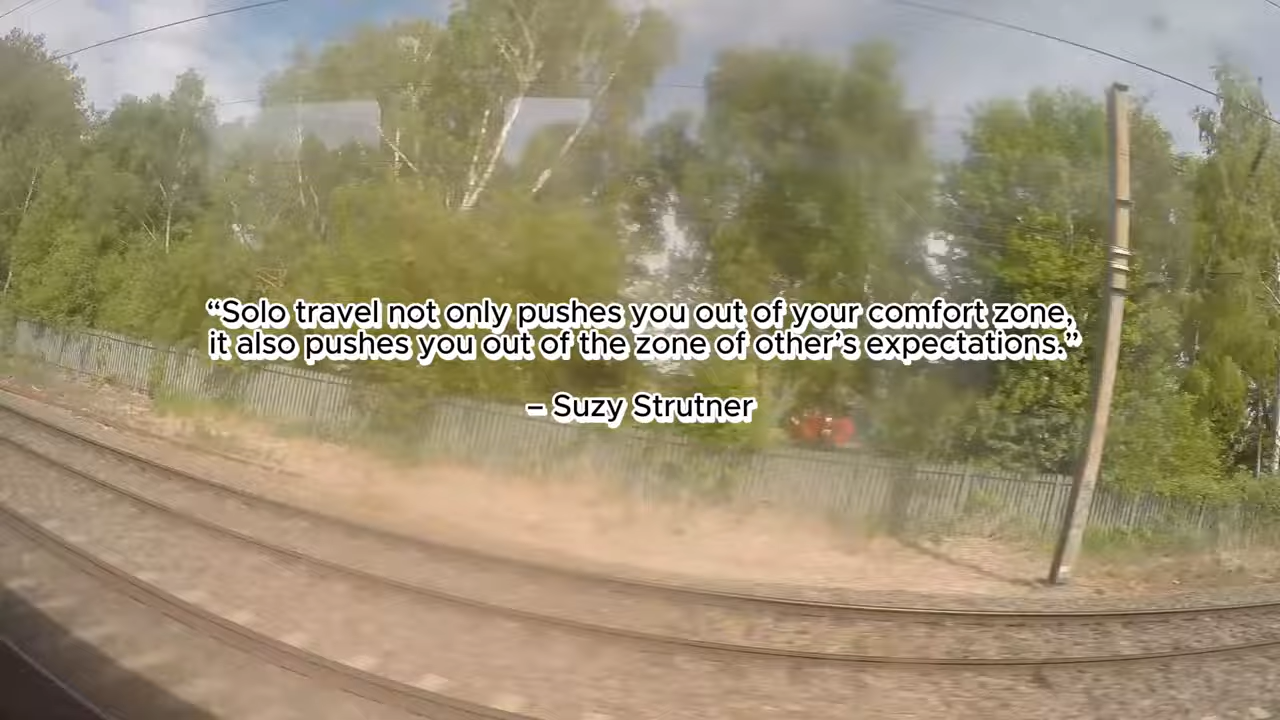 “Solo travel not only pushes you out of your comfort zone,
it also pushes you out of the zone of other’s expectations.”
– Suzy Strutner